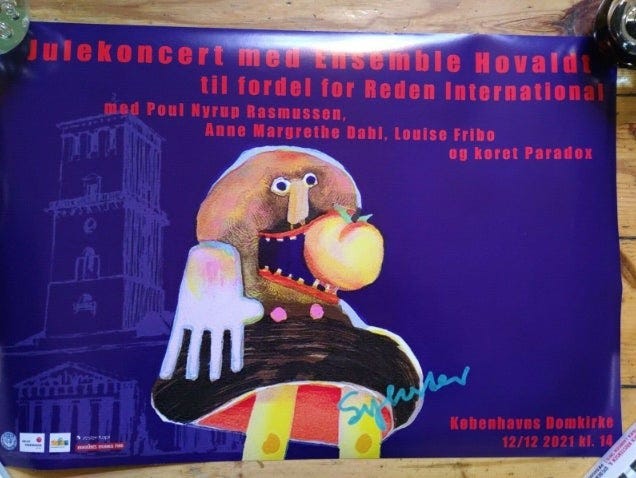 Julekoncert med Ensemble Hovaldt
til fordel for Reden International
med Poul Nyrup Rasmussen,
Anne Margrethe Dahl, Louise Fribo
og koret Paradox
Sylvester
Københavns Domkirke
12/12 2021 kl. 14